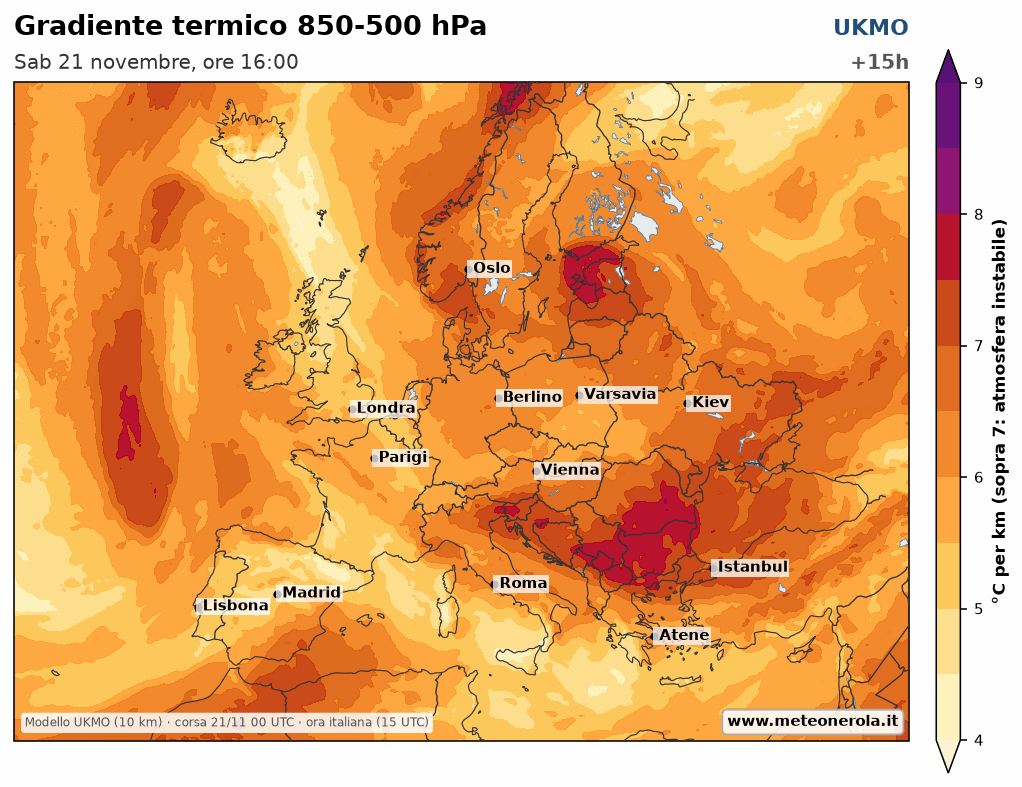 Gradiente termico 850-500 hPa
UKMO
Sab 21 novembre, ore 16:00
+15h
9
8
7
6
5
4
°C per km (sopra 7: atmosfera instabile)
Oslo
Londra
Berlino
Varsavia
Kiev
Parigi
Vienna
Istanbul
Roma
Madrid
Lisbona
Atene
Modello UKMO (10 km) · corsa 21/11 00 UTC · ora italiana (15 UTC)
www.meteonerola.it